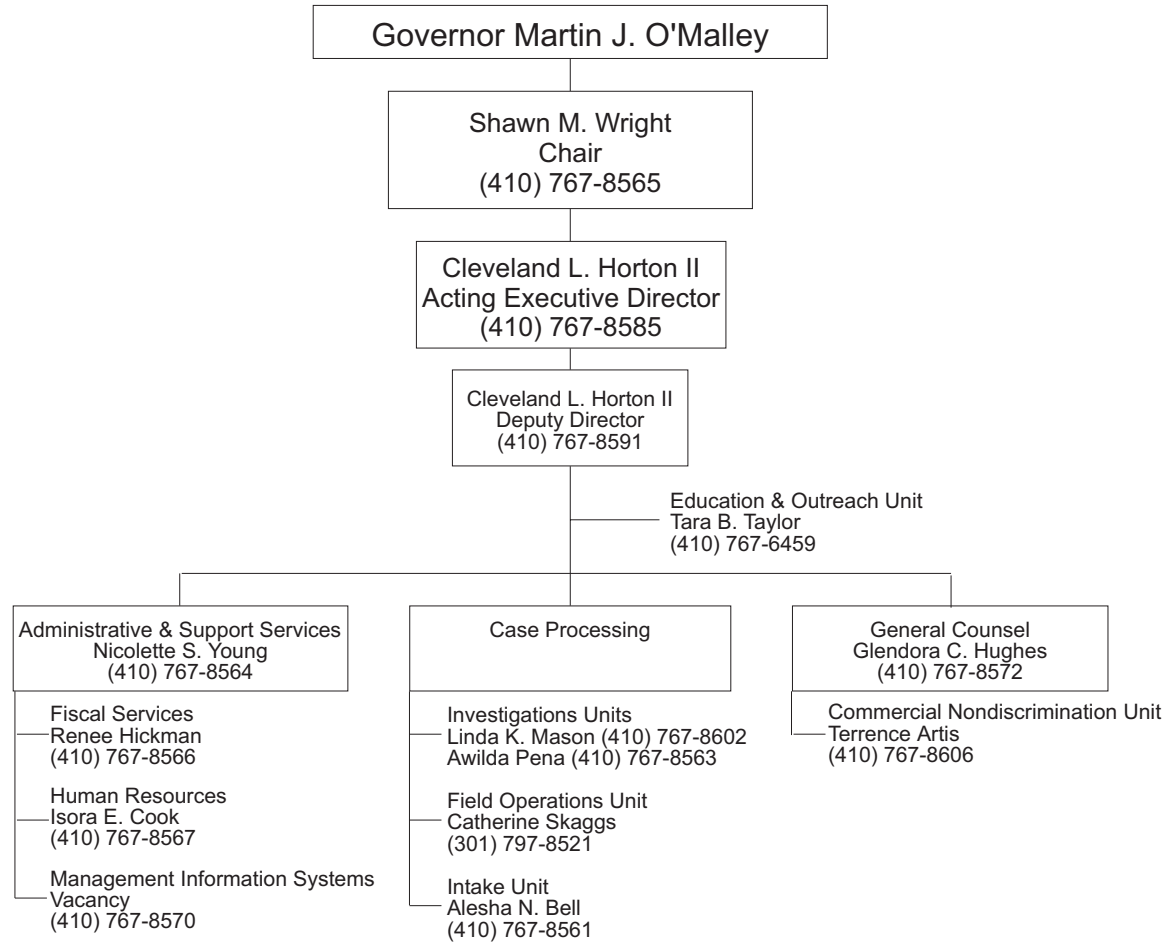 Governor Martin J. O'Malley
Shawn M. Wright
Chair
(410) 767-8565
Cleveland L. Horton II
Acting Executive Director
(410) 767-8585
Cleveland L. Horton II
Deputy Director
(410) 767-8591
Education & Outreach Unit
Tara B. Taylor
(410) 767-6459
Administrative & Support Services
Nicolette S. Young
(410) 767-8564
Fiscal Services
Renee Hickman
(410) 767-8566
Human Resources
Isora E. Cook
(410) 767-8567
Management Information Systems
Vacancy
(410) 767-8570
Case Processing
Investigations Units
Linda K. Mason (410) 767-8602
Awilda Pena (410) 767-8563
Field Operations Unit
Catherine Skaggs
(301) 797-8521
Intake Unit
Alesha N. Bell
(410) 767-8561
General Counsel
Glendora C. Hughes
(410) 767-8572
Commercial Nondiscrimination Unit
Terrence Artis
(410) 767-8606